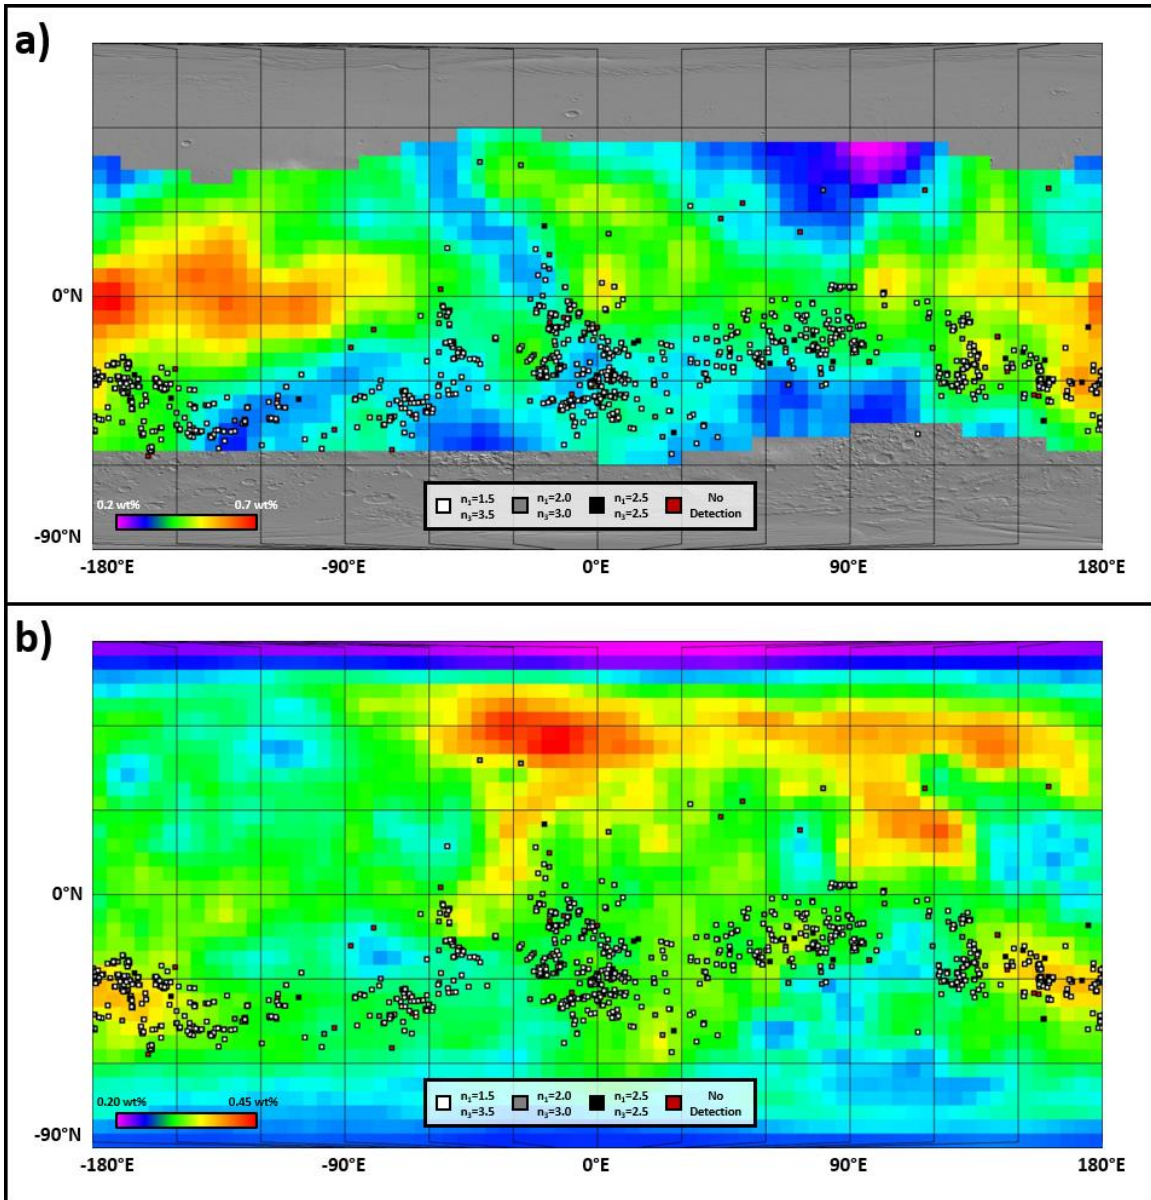 a)
0°N
0.2 wt%
0.7 wt%
n₁=1.5 n₁=2.0 n₁=2.5 No
n₃=3.5 n₃=3.0 n₃=2.5 Detection
-90°N
-180°E
-90°E
0°E
90°E
180°E
b)
0°N
0.20 wt%
0.45 wt%
n₁=1.5 n₁=2.0 n₁=2.5 No
n₃=3.5 n₃=3.0 n₃=2.5 Detection
-90°N
-180°E
-90°E
0°E
90°E
180°E